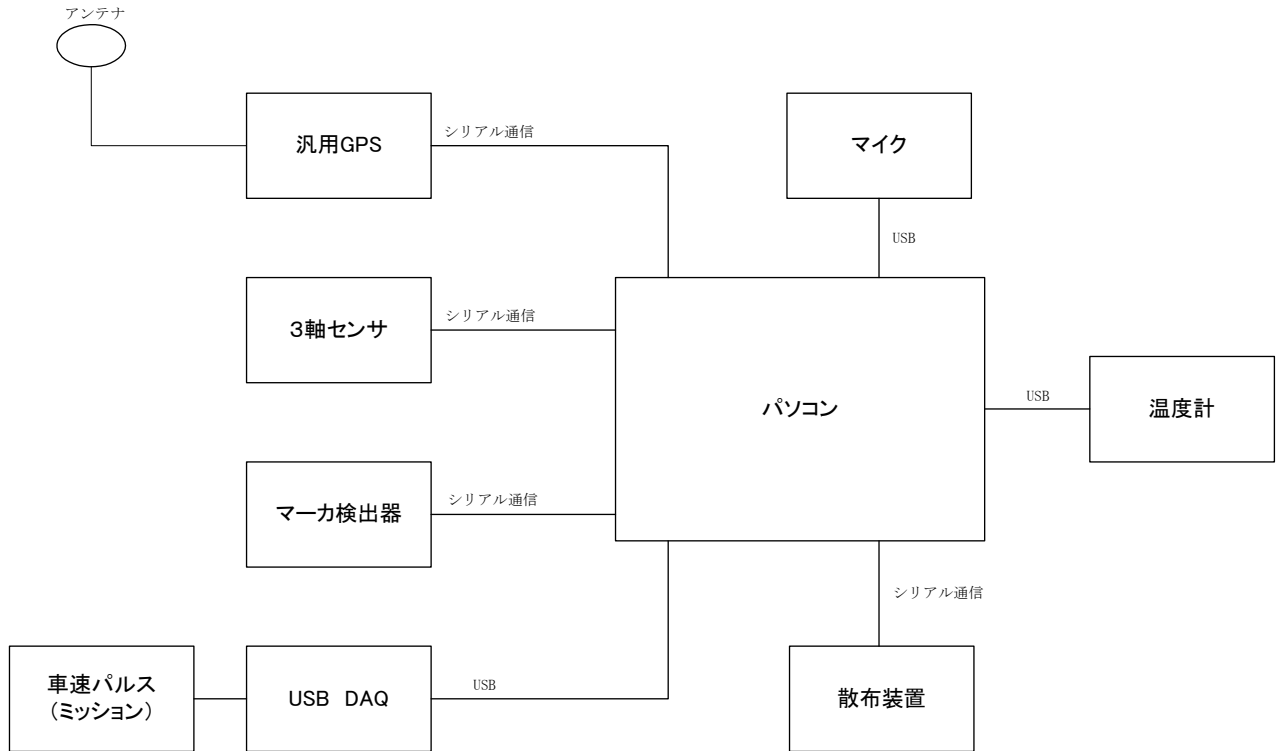 アンテナ
汎用GPS
シリアル通信
マイク
USB
3軸センサ
シリアル通信
パソコン
USB
温度計
マーカ検出器
シリアル通信
シリアル通信
車速パルス
（ミッション）
USB　DAQ
USB
散布装置